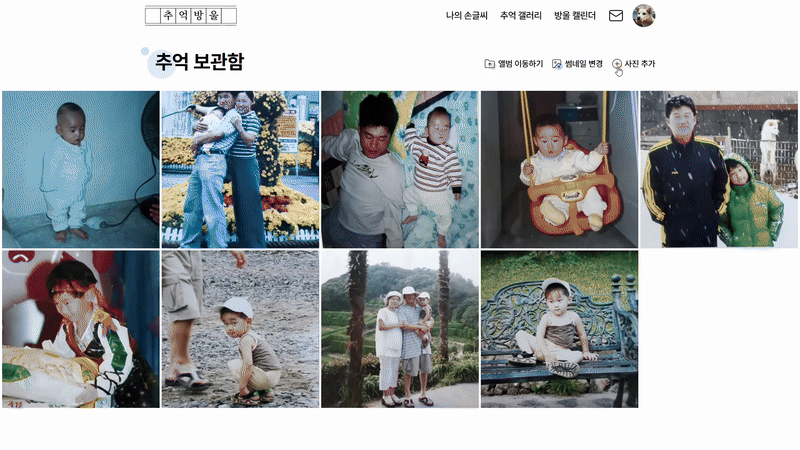 추억방울
나의 손글씨 추억 갤러리 방울 캘린더
추억 보관함
앨범 이동하기 썸네일 변경 사진 추가